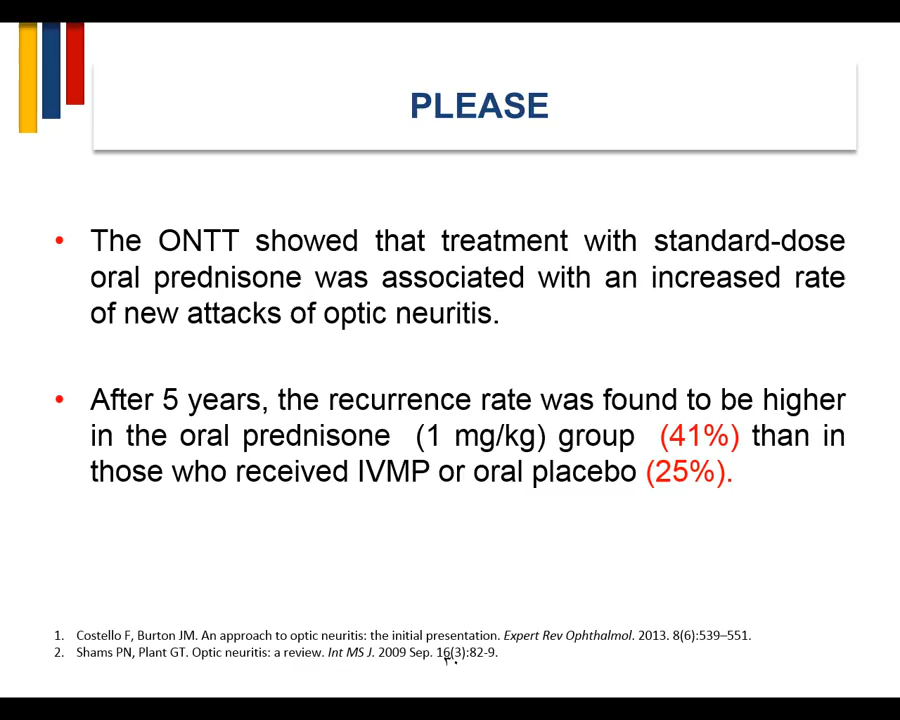 PLEASE
• The ONTT showed that treatment with standard-dose
oral prednisone was associated with an increased rate
of new attacks of optic neuritis.
• After 5 years, the recurrence rate was found to be higher
in the oral prednisone (1 mg/kg) group (41%) than in
those who received IVMP or oral placebo (25%).
1. Costello F, Burton JM. An approach to optic neuritis: the initial presentation. Expert Rev Ophthalmol. 2013. 8(6):539–551.
2. Shams PN, Plant GT. Optic neuritis: a review. Int MS J. 2009 Sep. 16(3):82-9.
٣٠